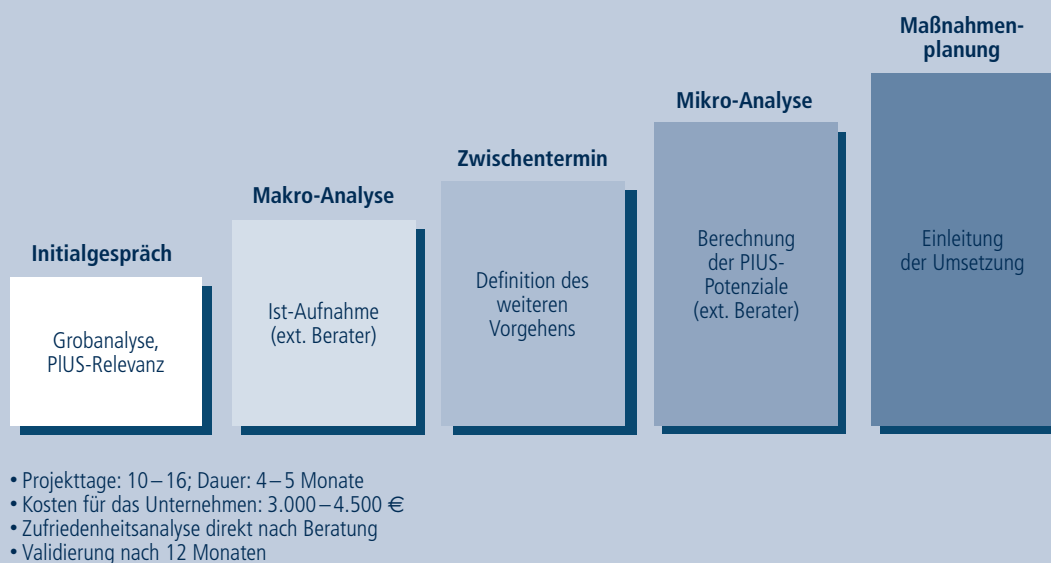 Initialgespräch
Grobanalyse,
PIUS-Relevanz
Makro-Analyse
Ist-Aufnahme
(ext. Berater)
Zwischentermin
Definition des
weiteren
Vorgehens
Mikro-Analyse
Berechnung
der PIUS-
Potenziale
(ext. Berater)
Maßnahmen-
planung
Einleitung
der Umsetzung
• Projekttage: 10 – 16; Dauer: 4 – 5 Monate
• Kosten für das Unternehmen: 3.000 – 4.500 €
• Zufriedenheitsanalyse direkt nach Beratung
• Validierung nach 12 Monaten